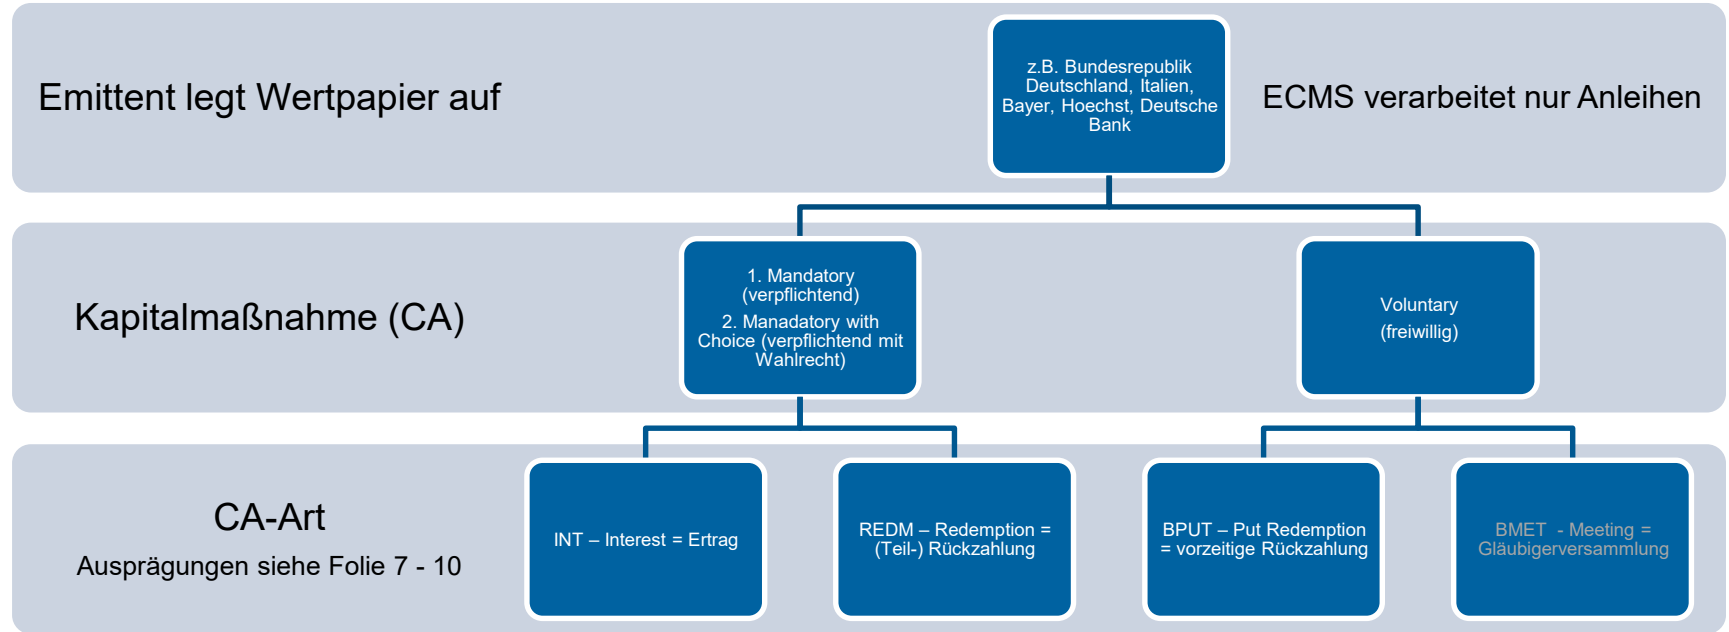 Emittent legt Wertpapier auf
z.B. Bundesrepublik
Deutschland, Italien,
Bayer, Hoechst, Deutsche
Bank
ECMS verarbeitet nur Anleihen
Kapitalmaßnahme (CA)
1. Mandatory
(verpflichtend)
2. Manadatory with
Choice (verpflichtend mit
Wahlrecht)
Voluntary
(freiwillig)
CA-Art
Ausprägungen siehe Folie 7 - 10
INT – Interest = Ertrag
REDM – Redemption =
(Teil-) Rückzahlung
BPUT – Put Redemption
= vorzeitige Rückzahlung
BMET - Meeting =
Gläubigerversammlung